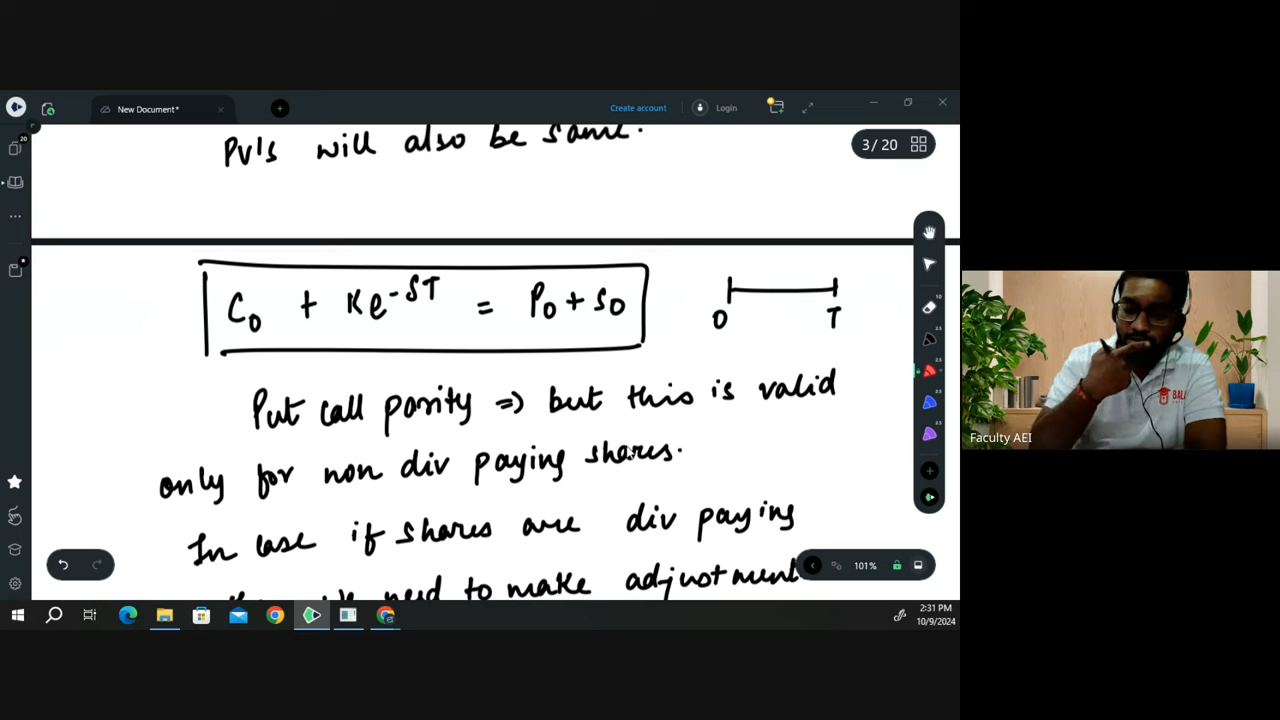 New Document*
Create account
Login
PV's will also be same.
3 / 20
C₀ + Ke^-δT = P₀ + S₀
0 T
Put call parity => but this is valid
only for non div paying shares.
In case if shares are div paying
we need to make adjustment
101%
Faculty AEI
2:31 PM
10/9/2024